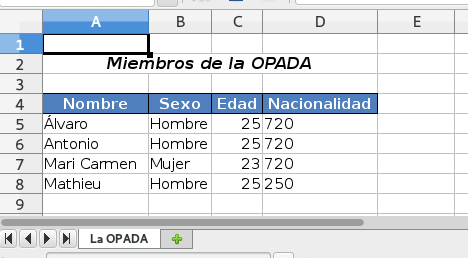 A B C D E
1
2 Miembros de la OPADA
3
4 Nombre Sexo Edad Nacionalidad
5 Álvaro Hombre 25 720
6 Antonio Hombre 25 720
7 Mari Carmen Mujer 23 720
8 Mathieu Hombre 25 250
9
La OPADA